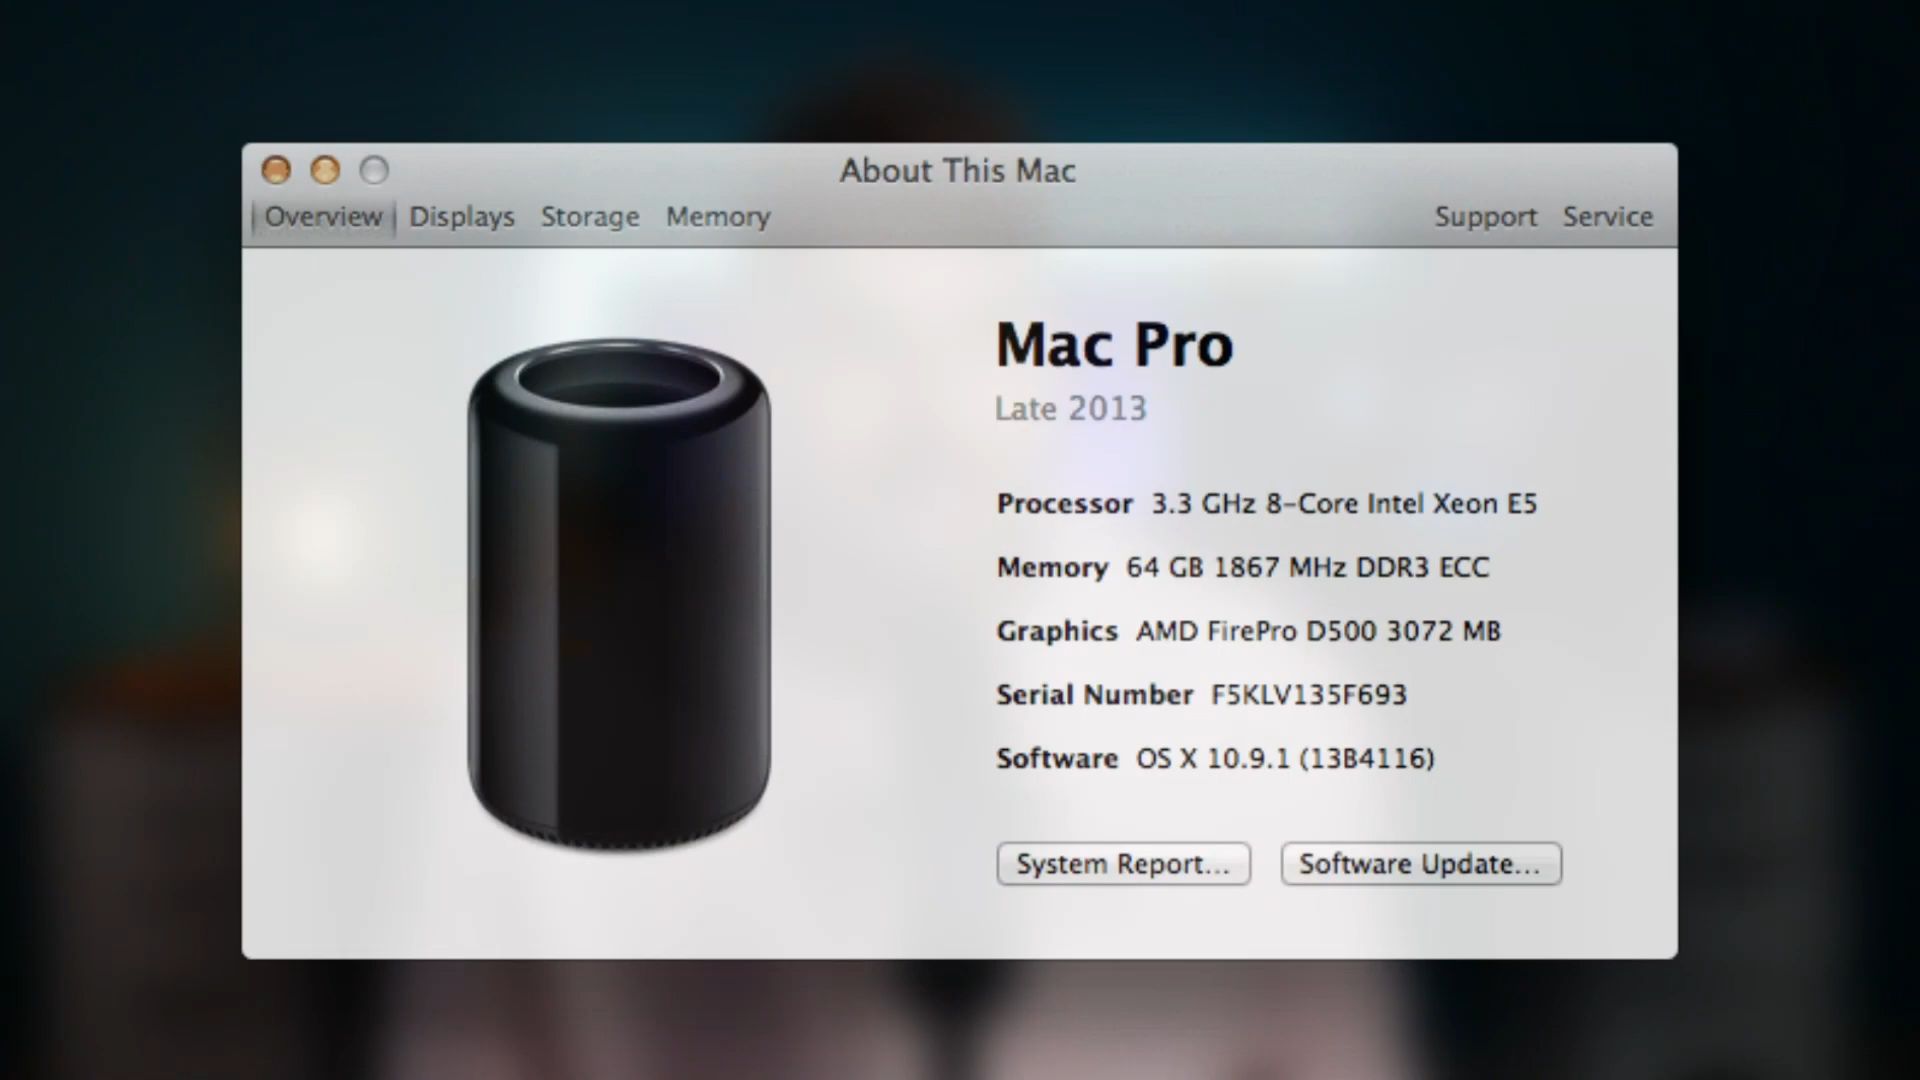 About This Mac
Overview Displays Storage Memory Support Service
Mac Pro
Late 2013
Processor 3.3 GHz 8-Core Intel Xeon E5
Memory 64 GB 1867 MHz DDR3 ECC
Graphics AMD FirePro D500 3072 MB
Serial Number F5KLV135F693
Software OS X 10.9.1 (13B4116)
System Report... Software Update...